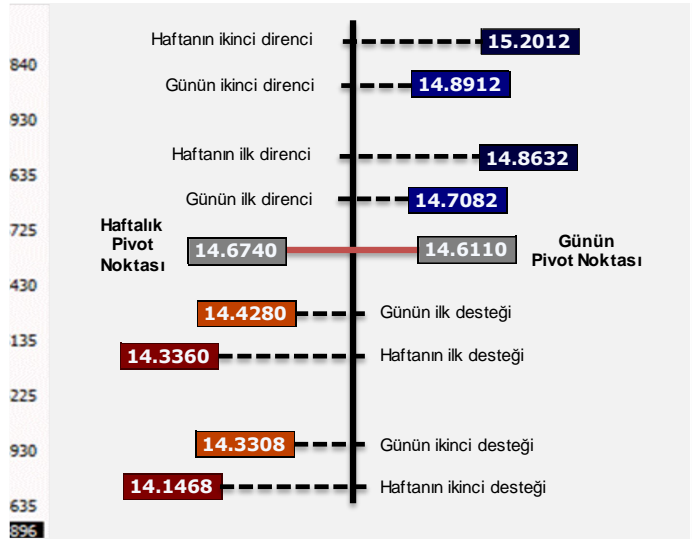 840
930
635
725
430
135
225
930
635
896
Haftanın ikinci direnci
15.2012
Günün ikinci direnci
14.8912
Haftanın ilk direnci
14.8632
Günün ilk direnci
14.7082
Haftalık
Pivot
Noktası
14.6740
14.6110
Günün
Pivot Noktası
14.4280
Günün ilk desteği
14.3360
Haftanın ilk desteği
14.3308
Günün ikinci desteği
14.1468
Haftanın ikinci desteği